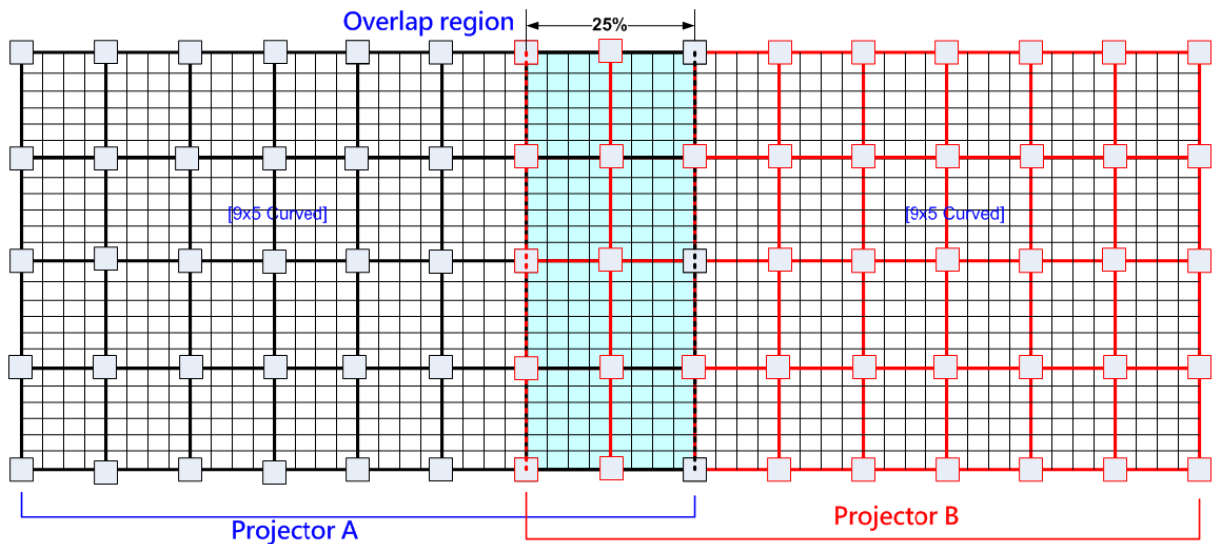 Overlap region
25%
[9x5 Curved]
[9x5 Curved]
Projector A
Projector B